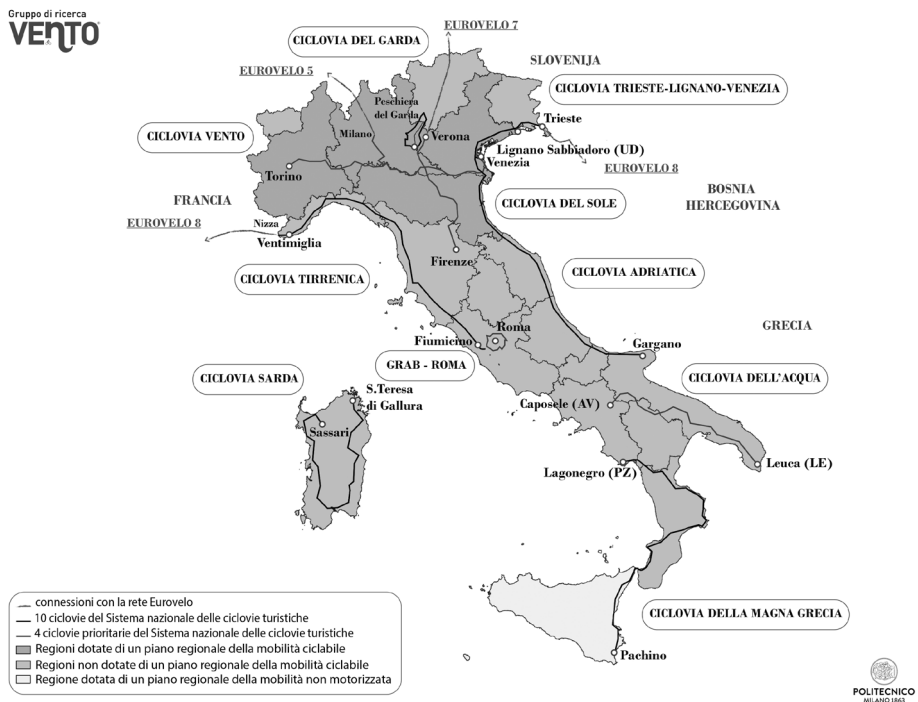 Gruppo di ricerca
VENTO
EUROVELO 7
CICLOVIA DEL GARDA
SLOVENIJA
EUROVELO 5
CICLOVIA TRIESTE-LIGNANO-VENEZIA
Peschiera
del Garda
Trieste
CICLOVIA VENTO
Milano
Verona
Lignano Sabbiadoro (UD)
Venezia
EUROVELO 8
Torino
BOSNIA
HERCEGOVINA
FRANCIA
CICLOVIA DEL SOLE
EUROVELO 8
Nizza
Ventimiglia
Firenze
CICLOVIA TIRRENICA
CICLOVIA ADRIATICA
Roma
GRECIA
Fiumicino
Gargano
GRAB - ROMA
CICLOVIA SARDA
CICLOVIA DELL'ACQUA
S.Teresa
di Gallura
Caposele (AV)
Sassari
Leuca (LE)
Lagonegro (PZ)
CICLOVIA DELLA MAGNA GRECIA
Pachino
connessioni con la rete Eurovelo
10 ciclovie del Sistema nazionale delle ciclovie turistiche
4 ciclovie prioritarie del Sistema nazionale delle ciclovie turistiche
Regioni dotate di un piano regionale della mobilità ciclabile
Regioni non dotate di un piano regionale della mobilità ciclabile
Regione dotata di un piano regionale della mobilità non motorizzata
POLITECNICO
MILANO 1863